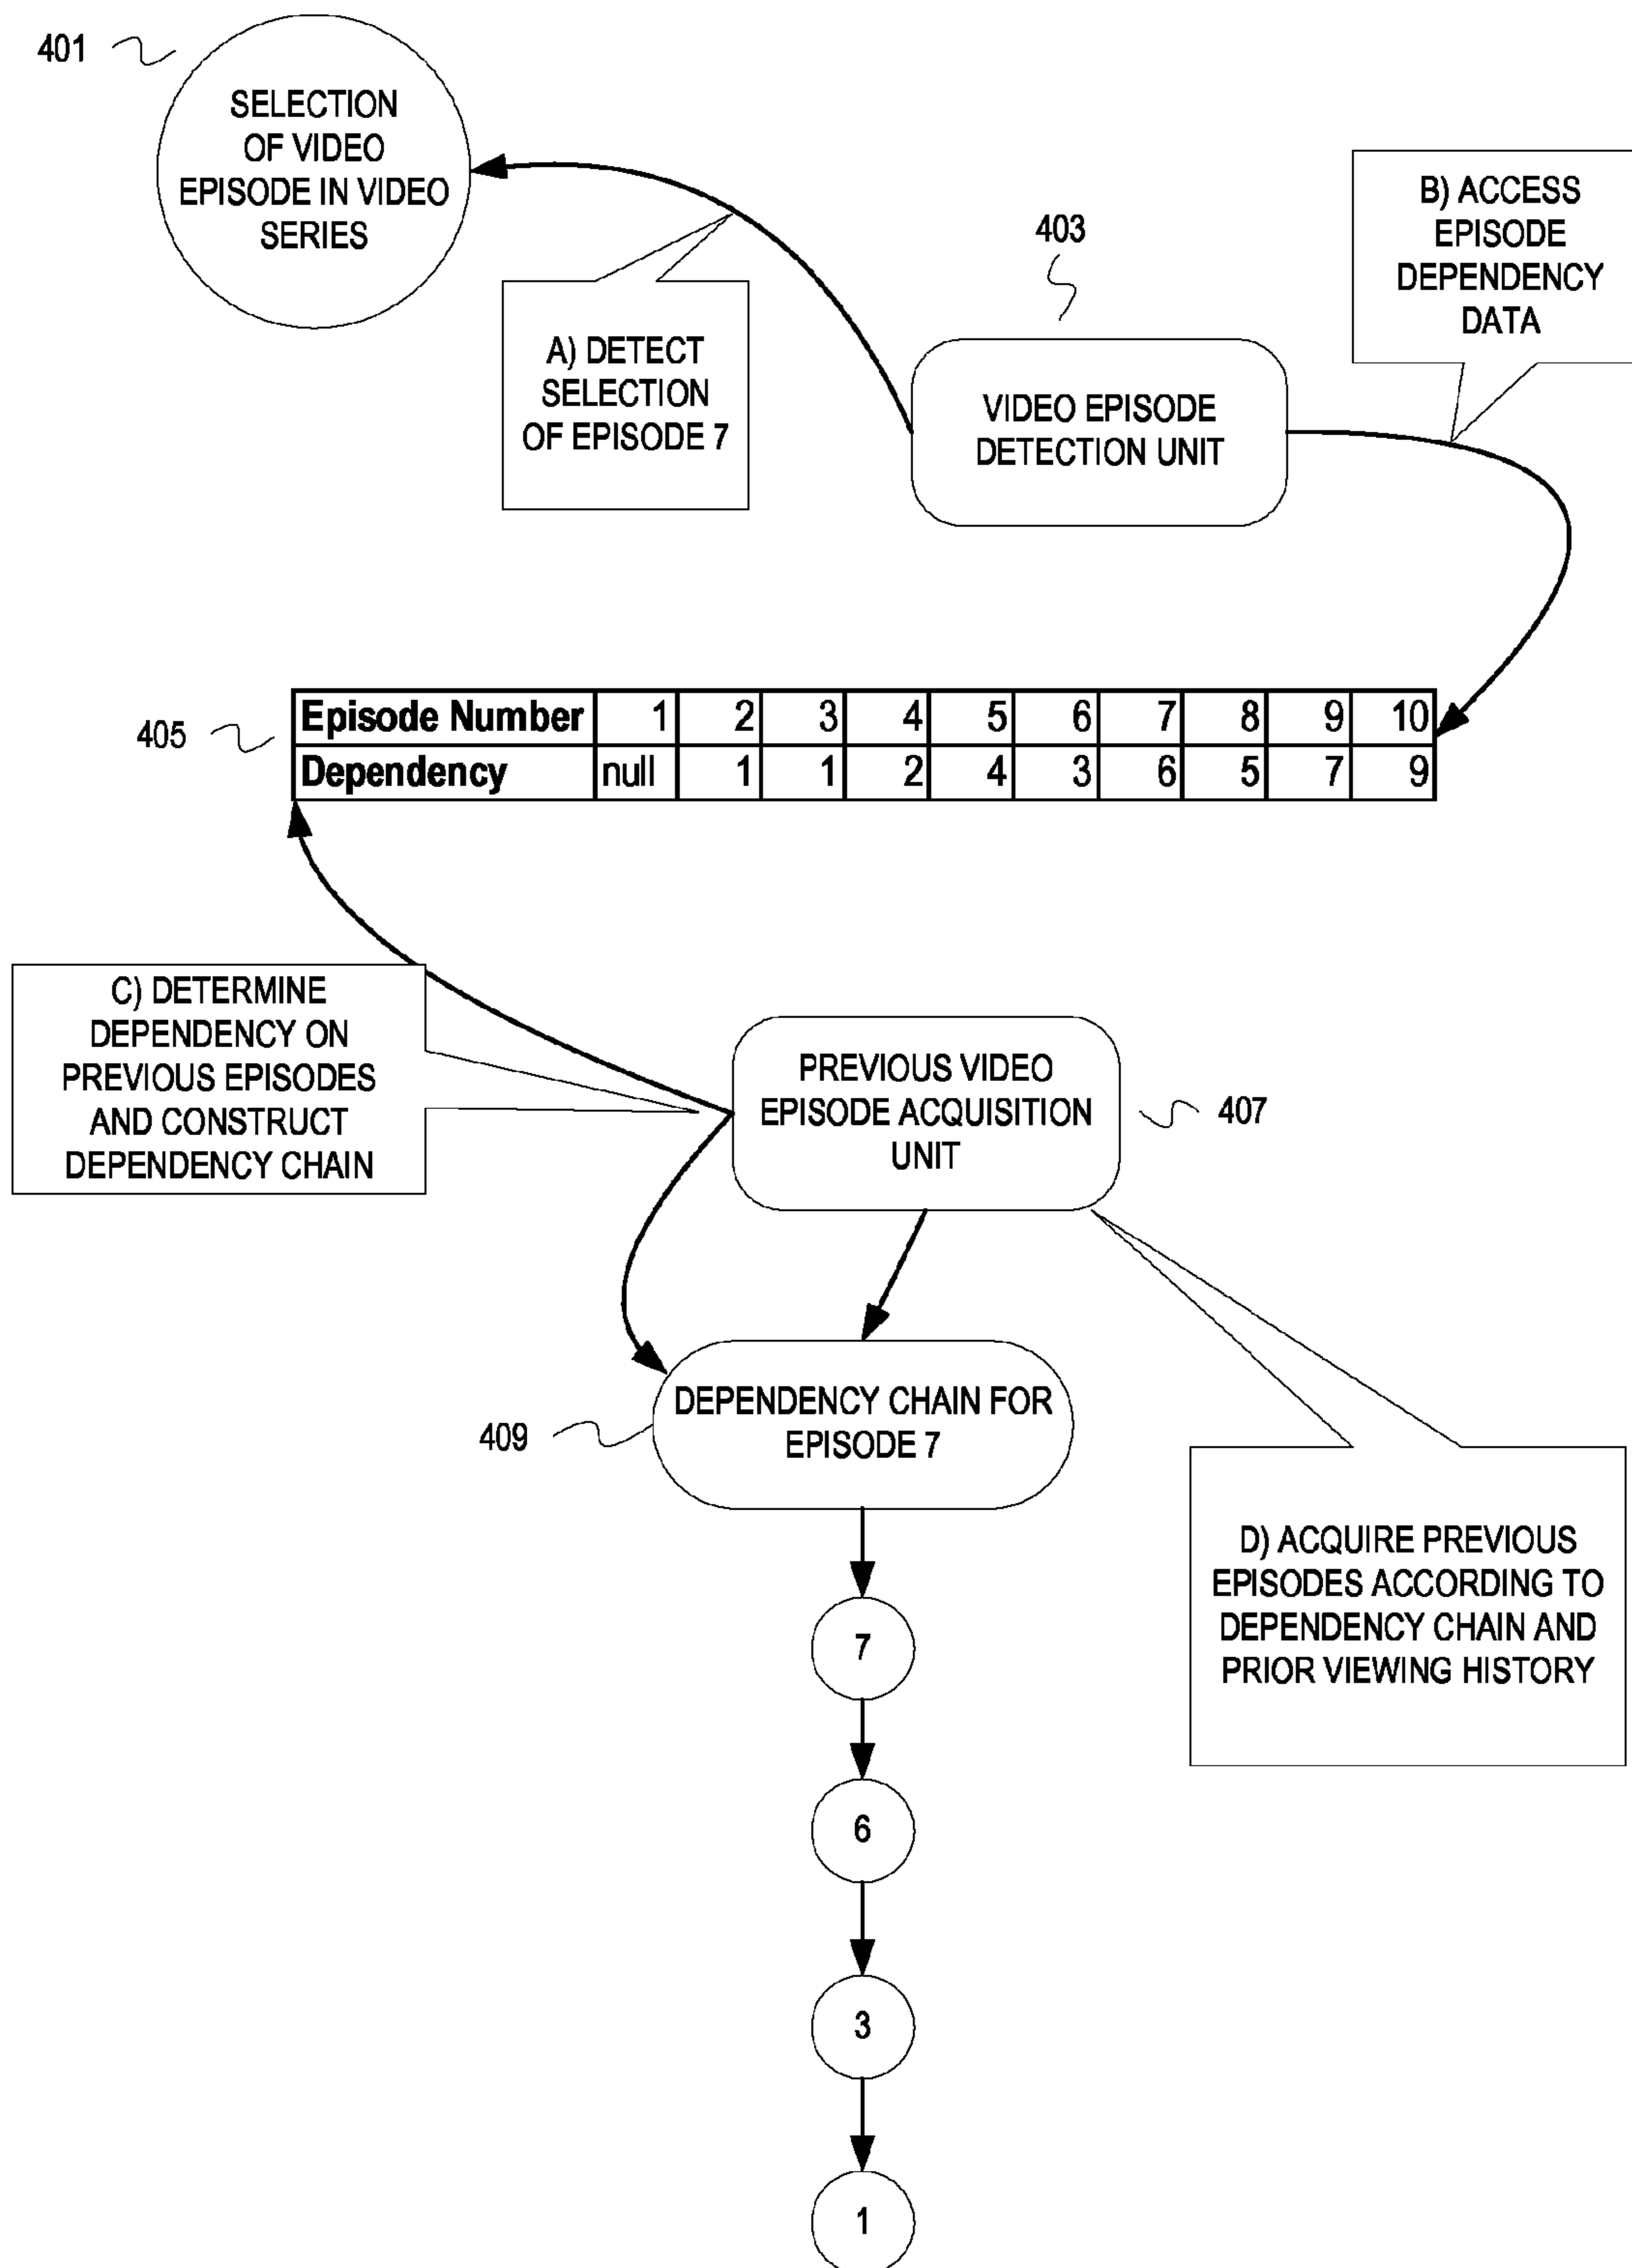 401
SELECTION
OF VIDEO
EPISODE IN VIDEO
SERIES
B) ACCESS
EPISODE
DEPENDENCY
DATA
403
A) DETECT
SELECTION
OF EPISODE 7
VIDEO EPISODE
DETECTION UNIT
405
Episode Number 1 2 3 4 5 6 7 8 9 10
Dependency null 1 1 2 4 3 6 5 7 9
C) DETERMINE
DEPENDENCY ON
PREVIOUS EPISODES
AND CONSTRUCT
DEPENDENCY CHAIN
PREVIOUS VIDEO
EPISODE ACQUISITION
UNIT
407
409
DEPENDENCY CHAIN FOR
EPISODE 7
D) ACQUIRE PREVIOUS
EPISODES ACCORDING TO
DEPENDENCY CHAIN AND
PRIOR VIEWING HISTORY
7
6
3
1